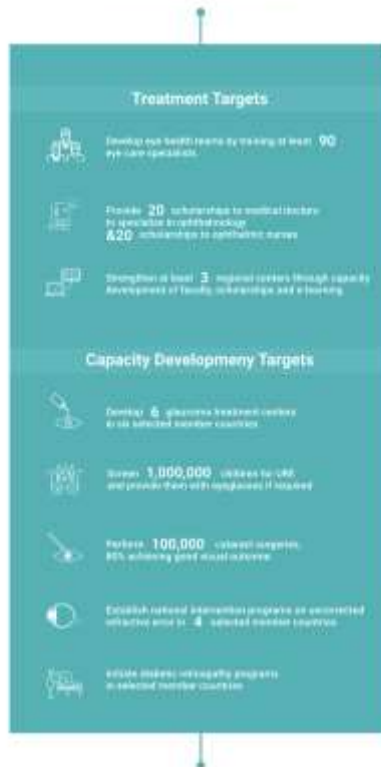 Treatment Targets
Develop eye health teams by training at least 90
eye care specialists
Provide 20 scholarships to medical doctors
to specialize in ophthalmology
&20 scholarships to ophthalmic nurses
Strengthen at least 3 regional centers through capacity
development of faculty, scholarships and e-learning
Capacity Developmeny Targets
Develop 6 glaucoma treatment centers
in six selected member countries
Screen 1,000,000 children for URE
and provide them with eyeglasses if required
Perform 100,000 cataract surgeries,
80% achieving good visual outcome
Establish national intervention programs on uncorrected
refractive error in 4 selected member countries
Initiate diabetic retinopathy programs
in selected member countries